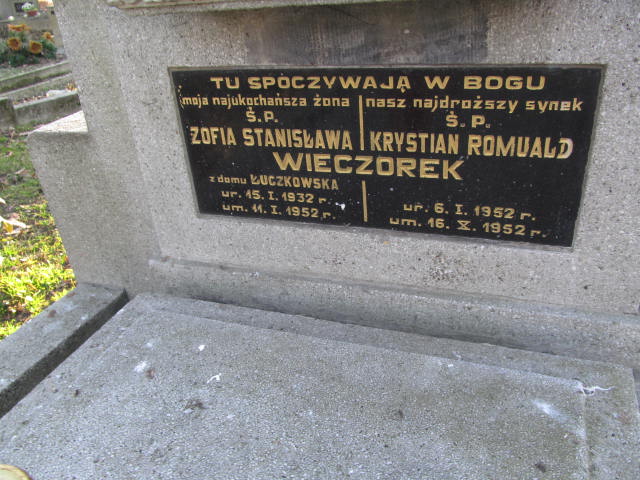 TU SPOCZYWAJĄ W BOGU
moja najukochańsza żona
Ś.P.
ZOFIA STANISŁAWA
nasz najdroższy synek
Ś.P.
KRYSTIAN ROMUALD
WIECZOREK
z domu ŁUCZKOWSKA
ur. 15. I. 1932 r.
um. 11. I. 1952 r.
ur. 6. I. 1952 r.
um. 16. X. 1952 r.